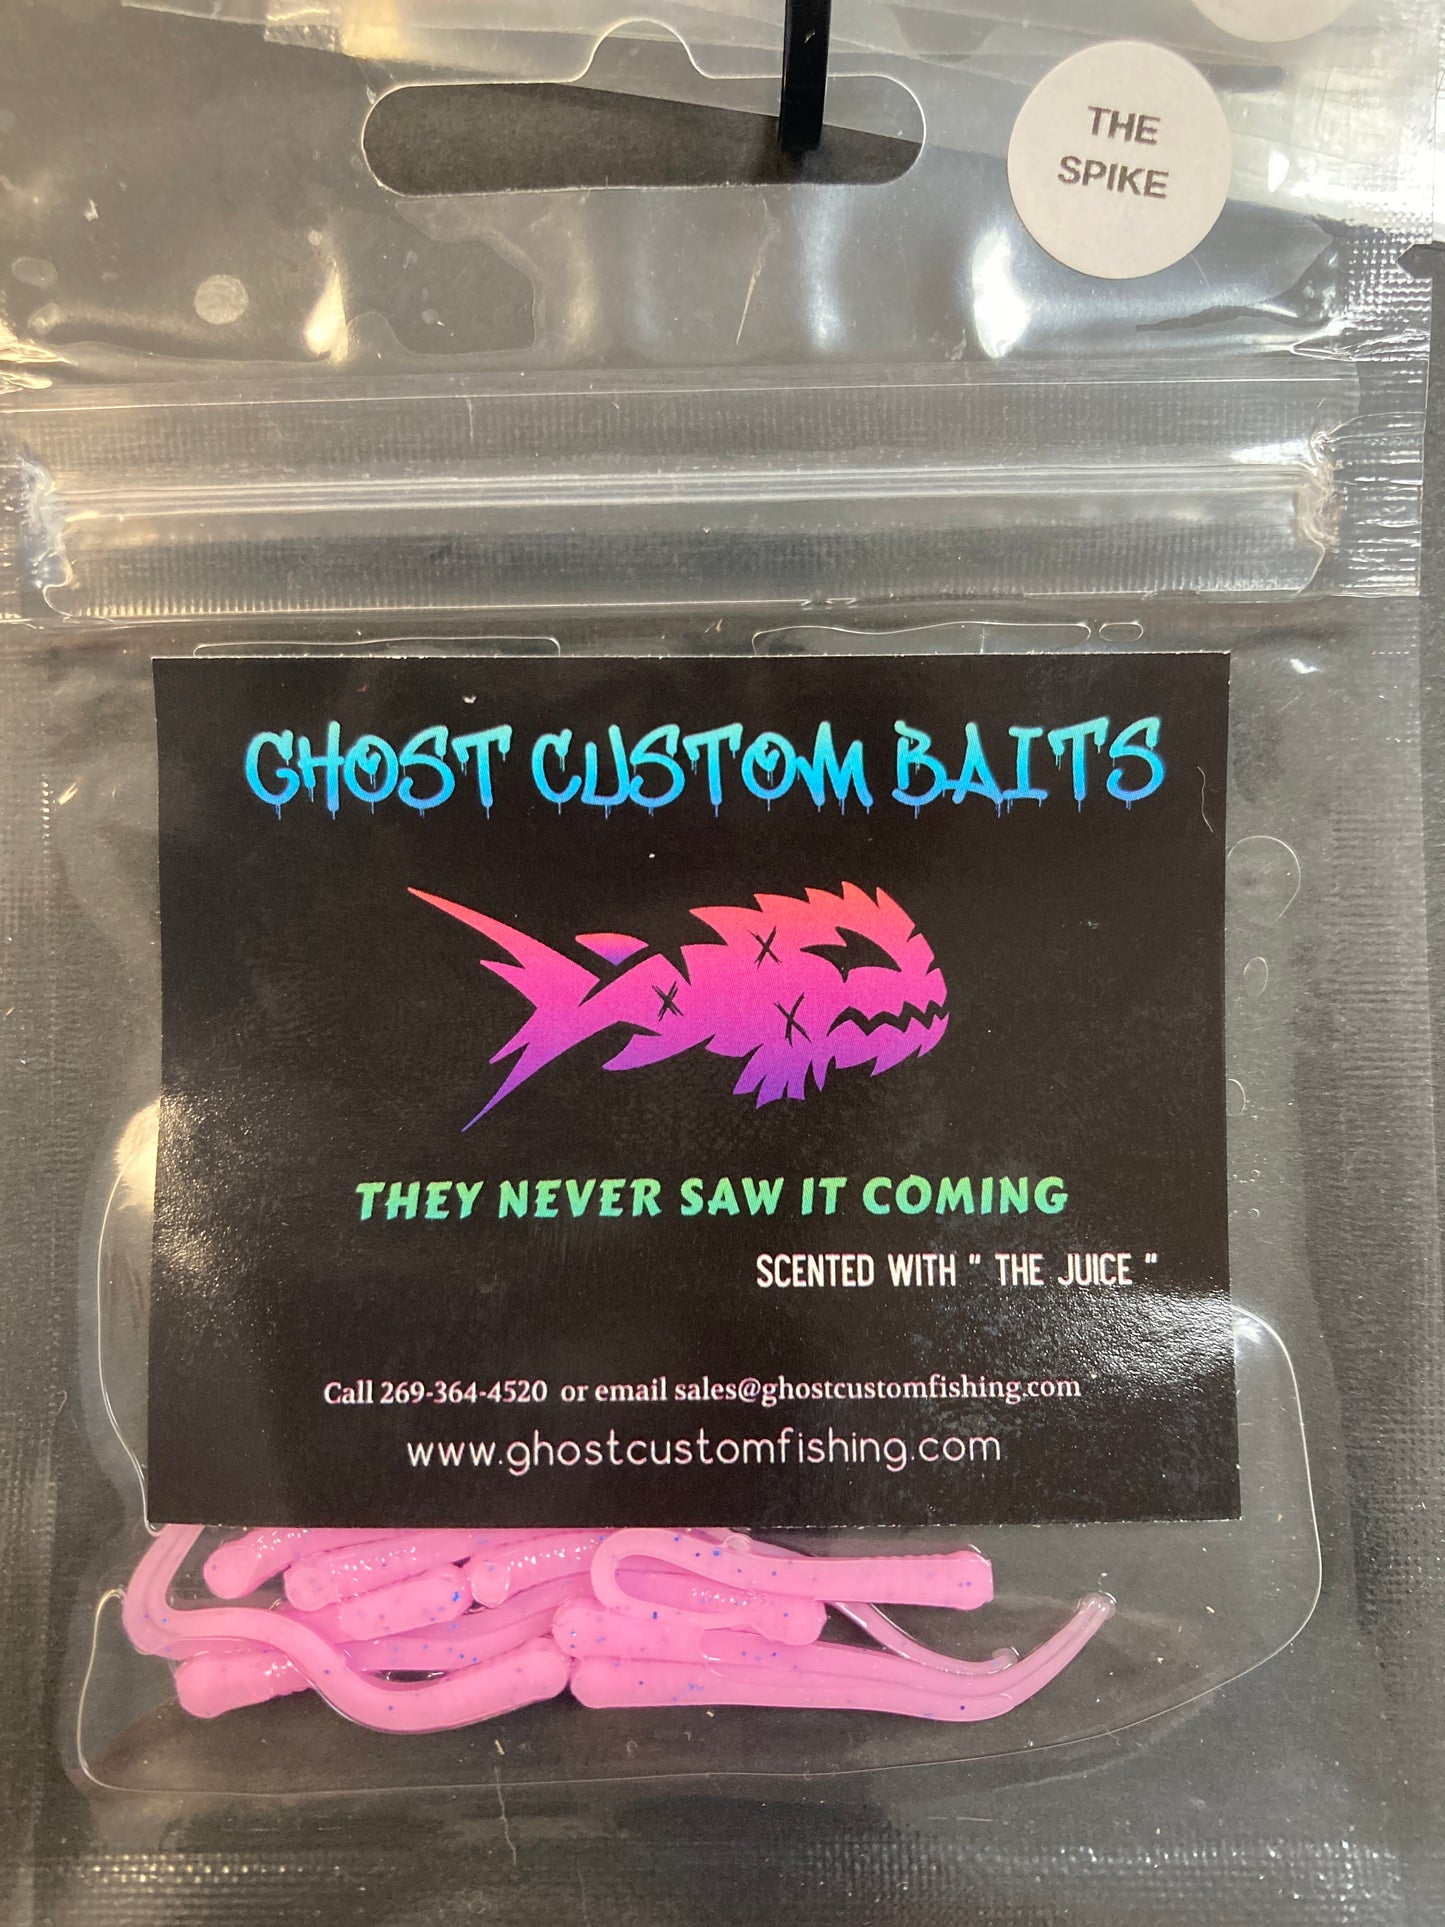 THE
SPIKE
GHOST CUSTOM BAITS
THEY NEVER SAW IT COMING
SCENTED WITH " THE JUICE "
Call 269-364-4520 or email sales@ghostcustomfishing.com
www.ghostcustomfishing.com